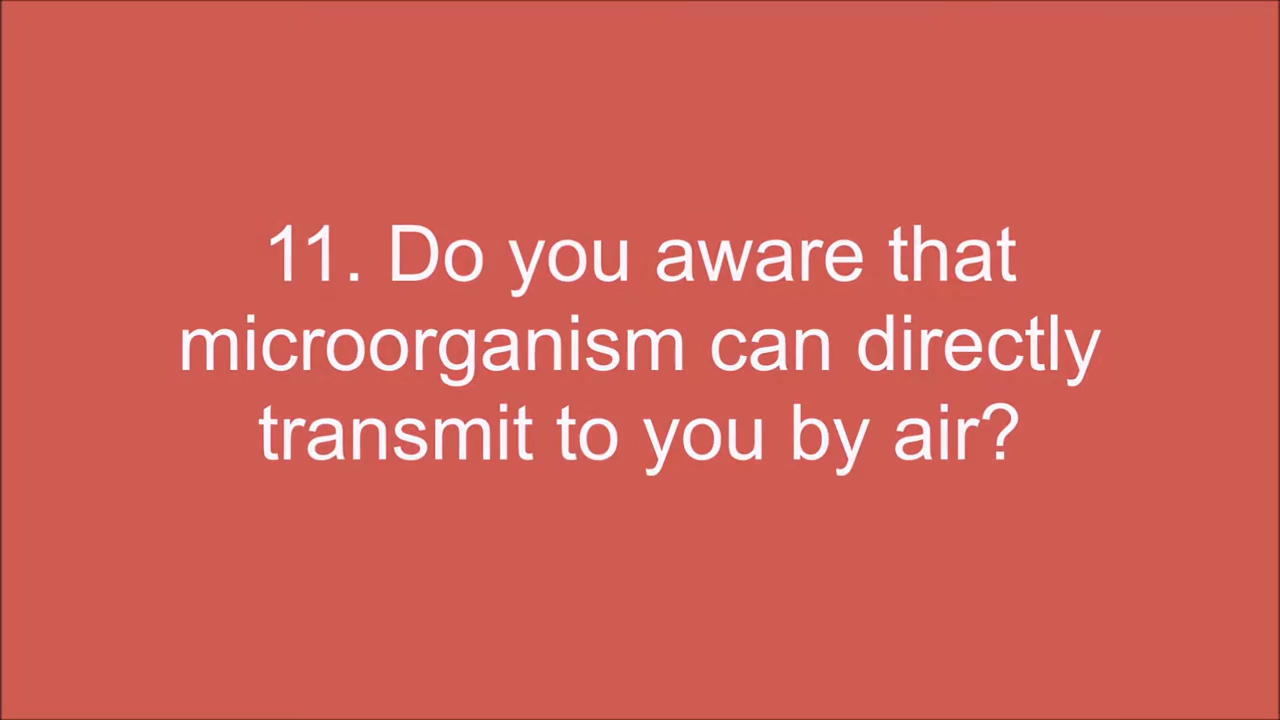 11. Do you aware that
microorganism can directly
transmit to you by air?